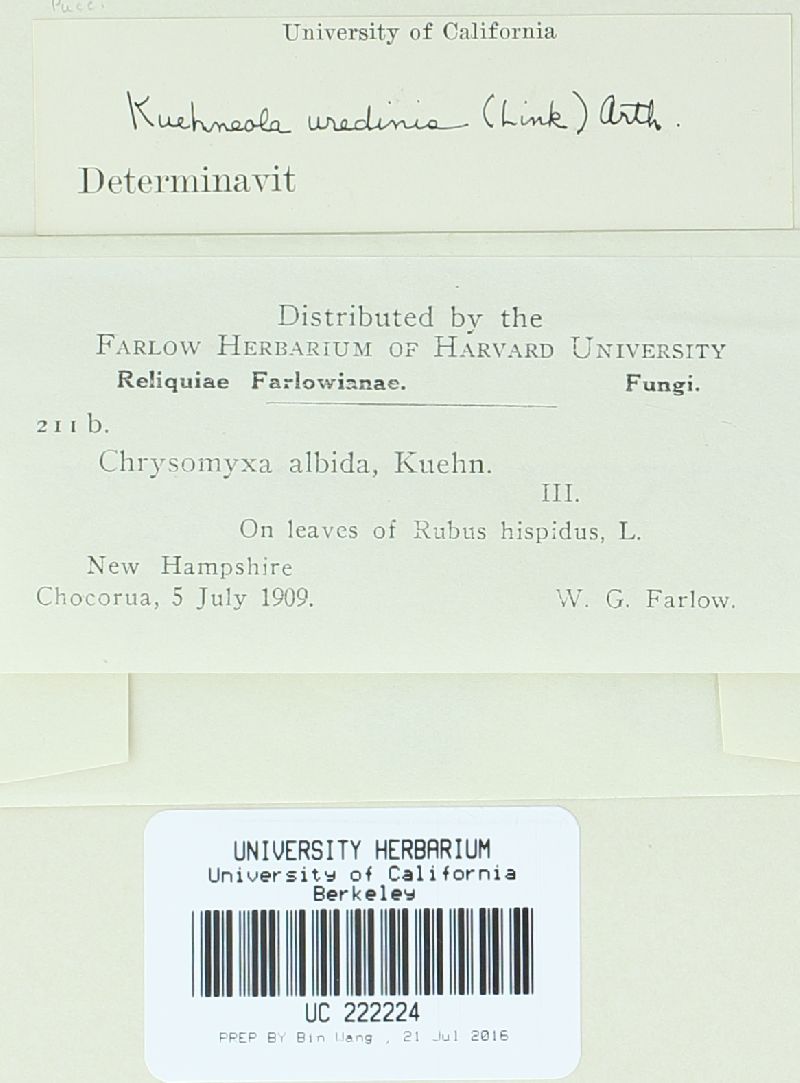 Pucc.
University of California
Kuehneola uredinia (Link) Arth.
Determinavit
Distributed by the
FARLOW HERBARIUM OF HARVARD UNIVERSITY
Reliquiae Farlowianae. Fungi.
211 b.
Chrysomyxa albida, Kuehn.
III.
On leaves of Rubus hispidus, L.
New Hampshire
Chocorua, 5 July 1909. W. G. Farlow.
UNIVERSITY HERBARIUM
University of California
Berkeley
UC 222224
PREP BY Bin Wang , 21 Jul 2016